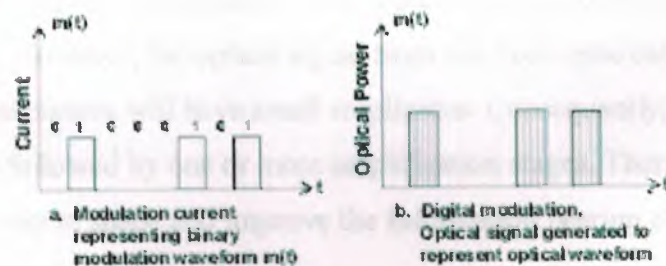 m(t)
Current
0 1 0 0 0 1 0 1
t
a. Modulation current
representing binary
modulation waveform m(t)
m(t)
Optical Power
t
b. Digital modulation,
Optical signal generated to
represent optical waveform